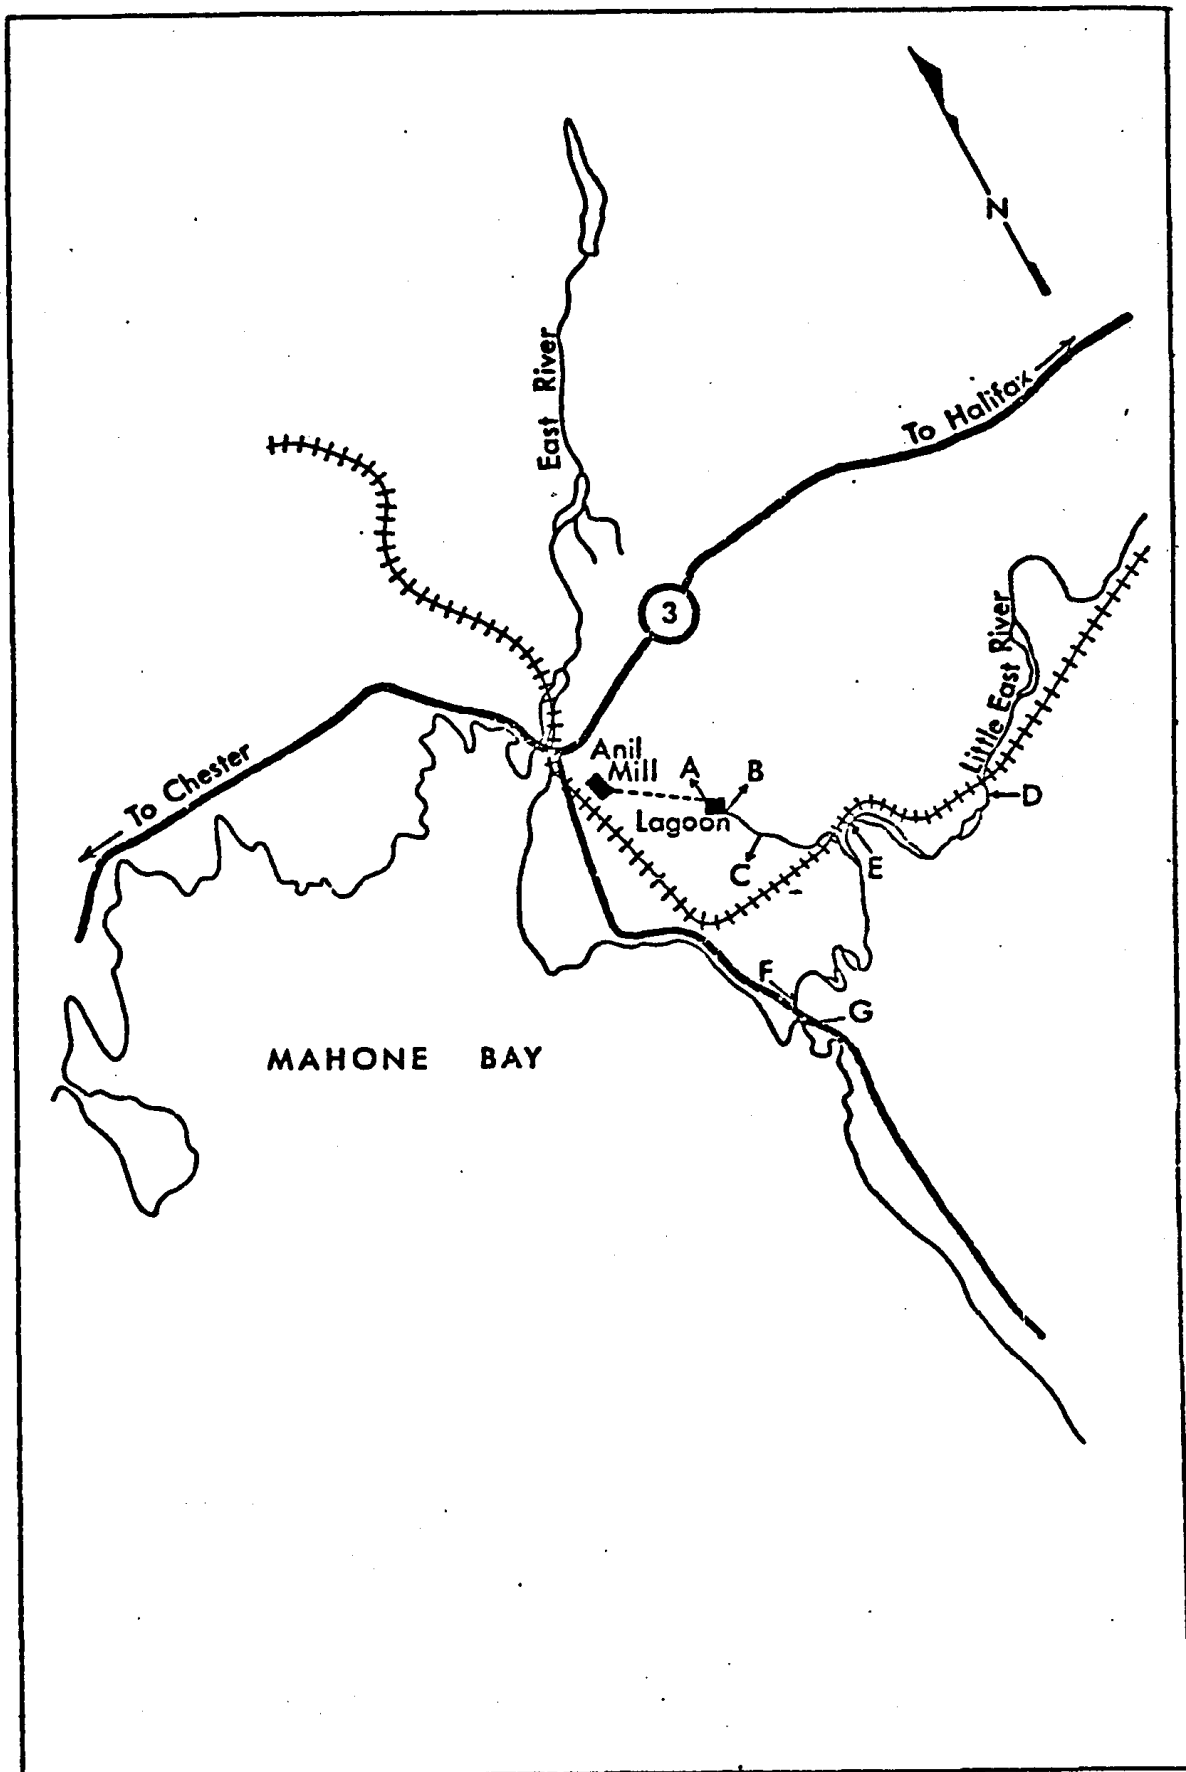 N
East River
To Halifax
3
Little East River
To Chester
Anil
Mill
A
B
Lagoon
D
C
E
F
G
MAHONE BAY